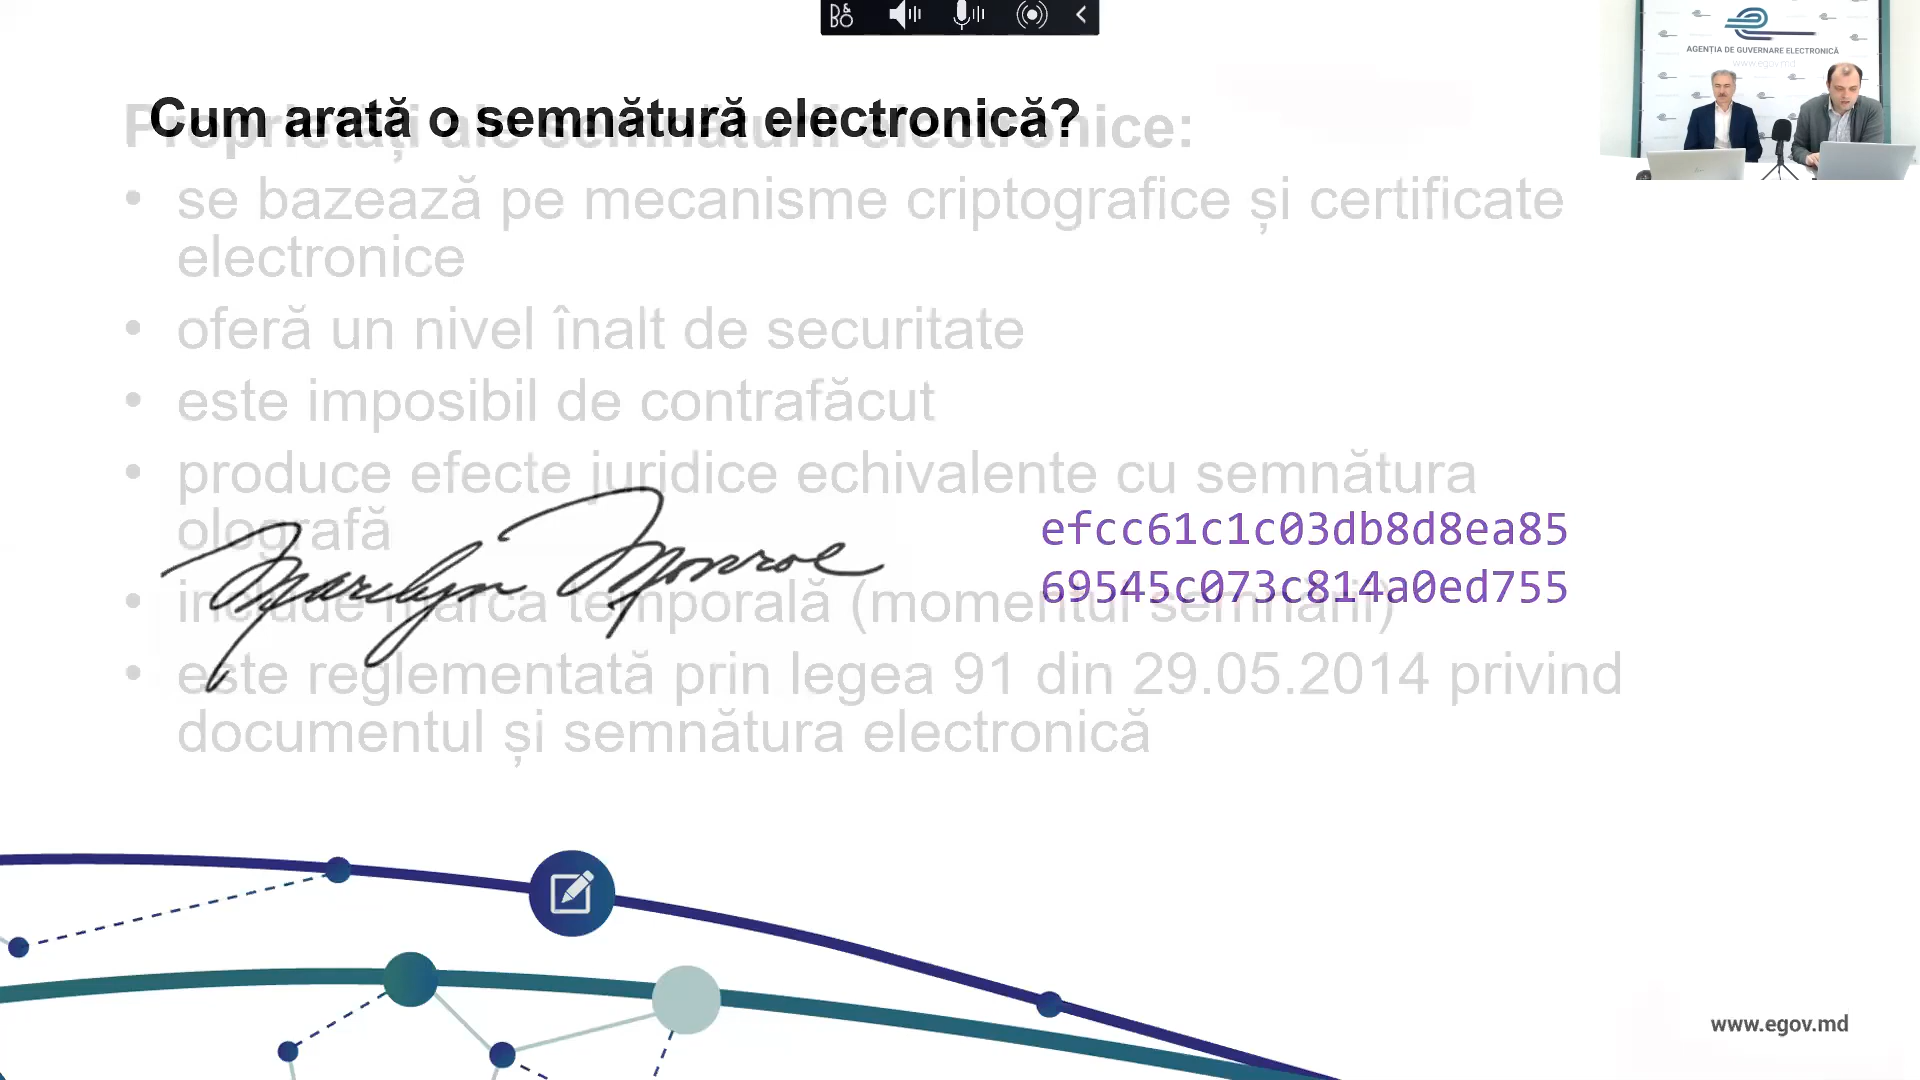 B&O
AGENȚIA DE GUVERNARE ELECTRONICĂ
www.egov.md
Cum arată o semnătură electronică?
Proprietăți ale semnăturii electronice:
• se bazează pe mecanisme criptografice și certificate
electronice
• oferă un nivel înalt de securitate
• este imposibil de contrafăcut
• produce efecte juridice echivalente cu semnătura
olografă
Marilyn Monroe
efcc61c1c03db8d8ea85
69545c073c814a0ed755
• include marca temporală (momentul semnării)
• este reglementată prin legea 91 din 29.05.2014 privind
documentul și semnătura electronică
www.egov.md